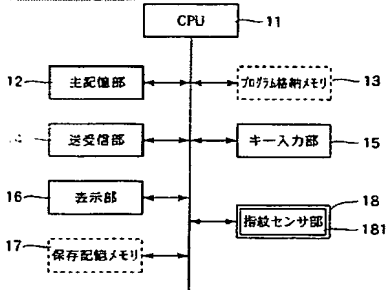 CPU
11
12
主記憶部
プログラム格納メモリ
13
送受信部
キー入力部
15
16
表示部
18
指紋センサ部
181
17
保存記憶メモリ